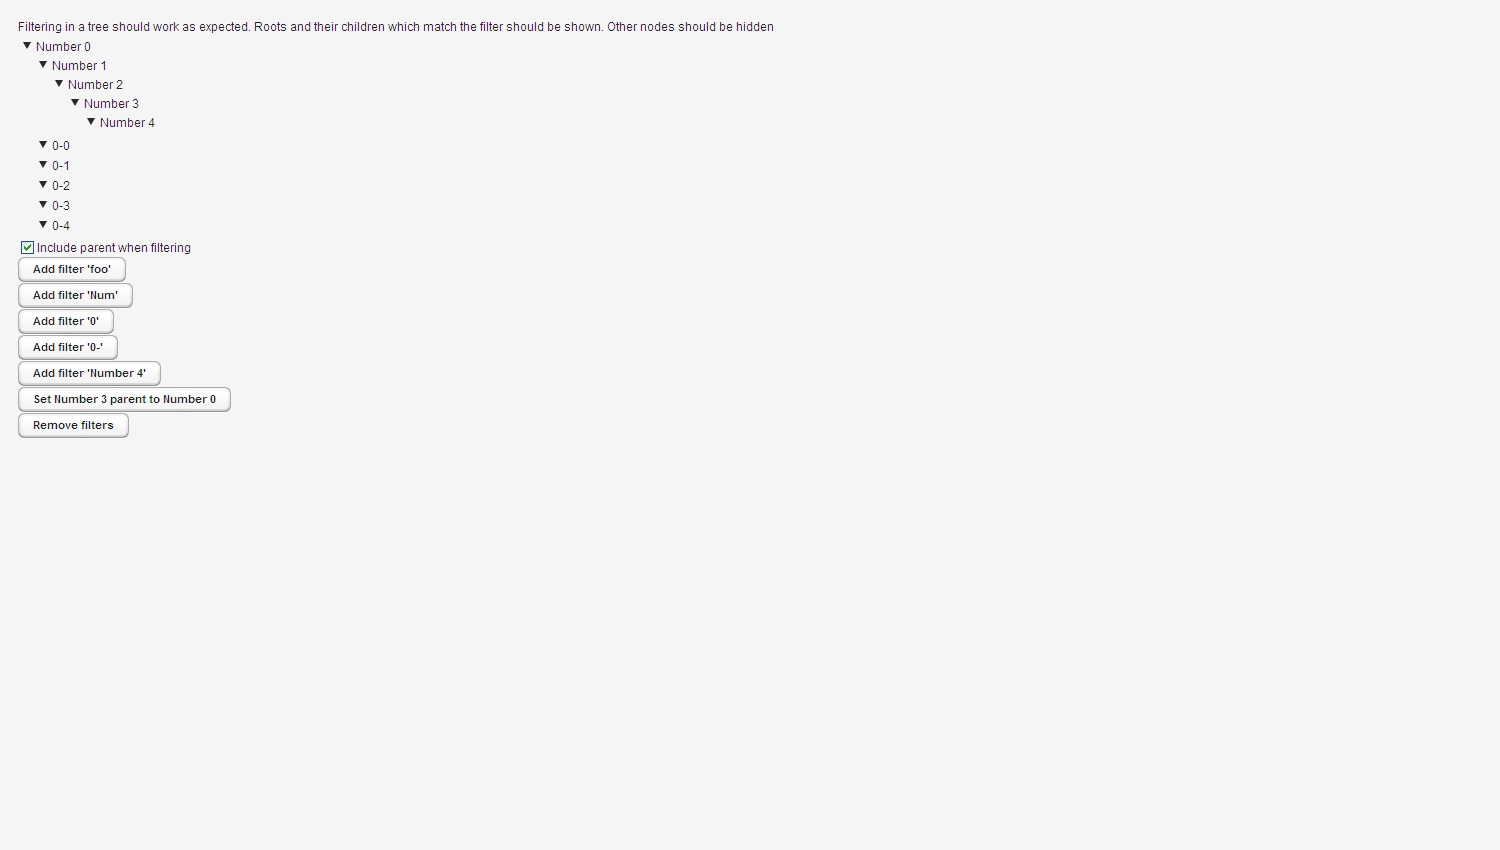 Filtering in a tree should work as expected. Roots and their children which match the filter should be shown. Other nodes should be hidden
Number 0
Number 1
Number 2
Number 3
Number 4
0-0
0-1
0-2
0-3
0-4
Include parent when filtering
Add filter 'foo'
Add filter 'Num'
Add filter '0'
Add filter '0-'
Add filter 'Number 4'
Set Number 3 parent to Number 0
Remove filters